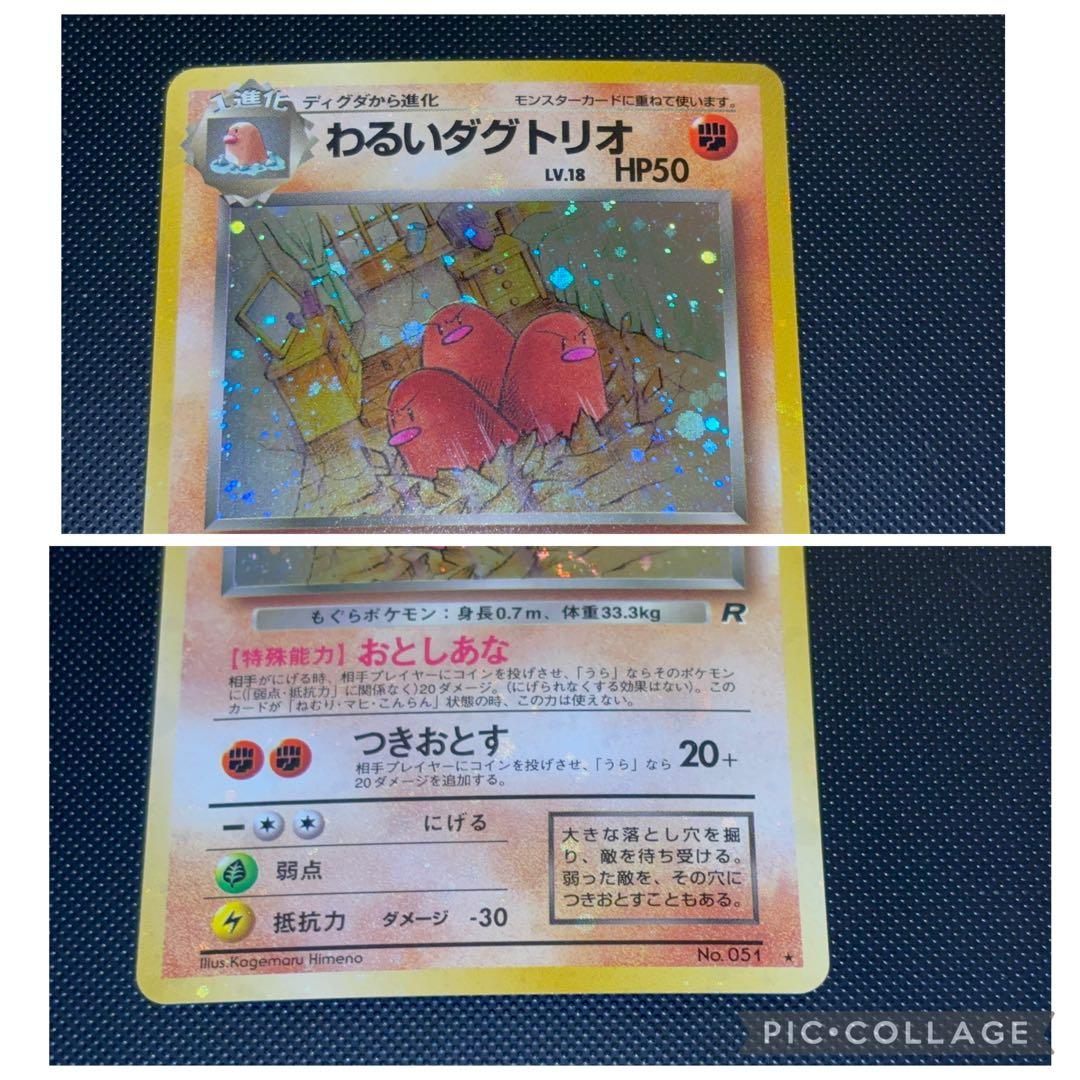 1進化
ディグダから進化
モンスターカードに重ねて使います。
わるいダグトリオ
LV.18 HP50
もぐらポケモン：身長0.7m、体重33.3kg
R
【特殊能力】おとしあな
相手がにげる時、相手プレイヤーにコインを投げさせ、「うら」ならそのポケモン
に(「弱点・抵抗力」に関係なく)20ダメージ。(にげられなくする効果はない)。この
カードが「ねむり・マヒ・こんらん」状態の時、この力は使えない。
つきおとす
相手プレイヤーにコインを投げさせ、「うら」なら
20ダメージを追加する。
20+
にげる
弱点
抵抗力 ダメージ -30
大きな落とし穴を掘
り、敵を待ち受ける。
弱った敵を、その穴に
つきおとすこともある。
Illus.Kagemaru Himeno
No.051 ★
PIC•COLLAGE